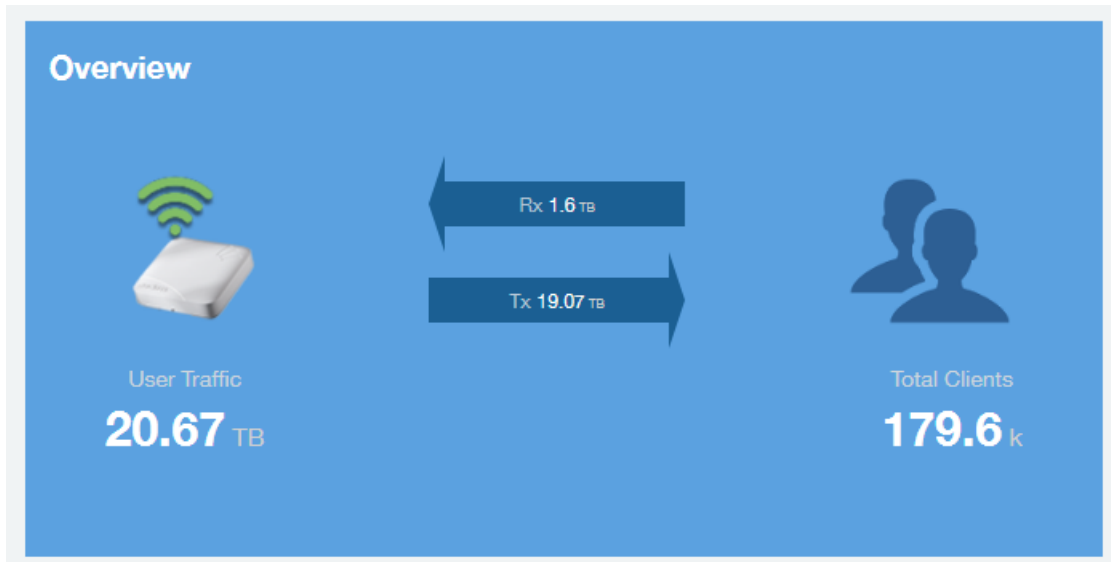 Overview
Rx 1.6 TB
Tx 19.07 TB
User Traffic
20.67 TB
Total Clients
179.6 k